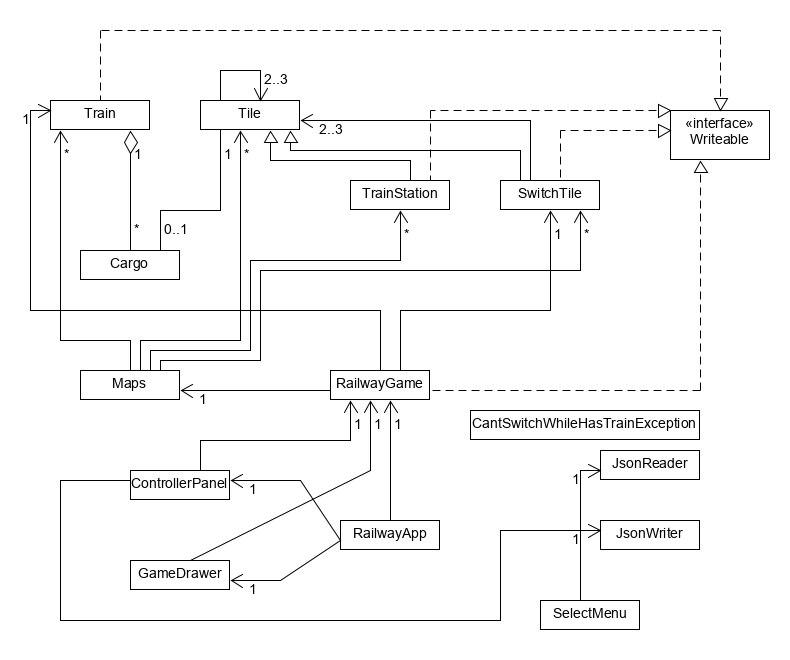 2..3
Train
Tile
1
«interface»
Writeable
2..3
*
1
1
*
TrainStation
SwitchTile
*
0..1
*
1
*
Cargo
Maps
RailwayGame
1
CantSwitchWhileHasTrainException
1
1
1
JsonReader
ControllerPanel
1
1
RailwayApp
JsonWriter
1
GameDrawer
1
SelectMenu